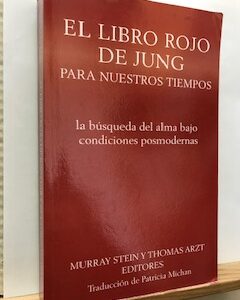 EL LIBRO ROJO
DE JUNG
PARA NUESTROS TIEMPOS
la búsqueda del alma bajo
condiciones posmodernas
MURRAY STEIN Y THOMAS ARZT
EDITORES
Traducción de Patricia Michan